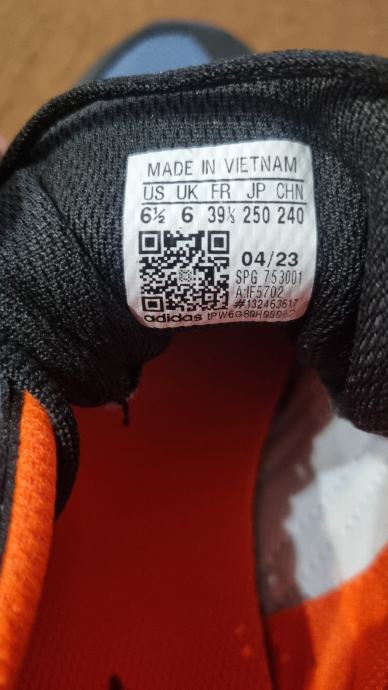 MADE IN VIETNAM
US UK FR JP CHN
6½ 6 39⅓ 250 240
04/23
SPG 753001
A:IF5702
#132463617
adidas